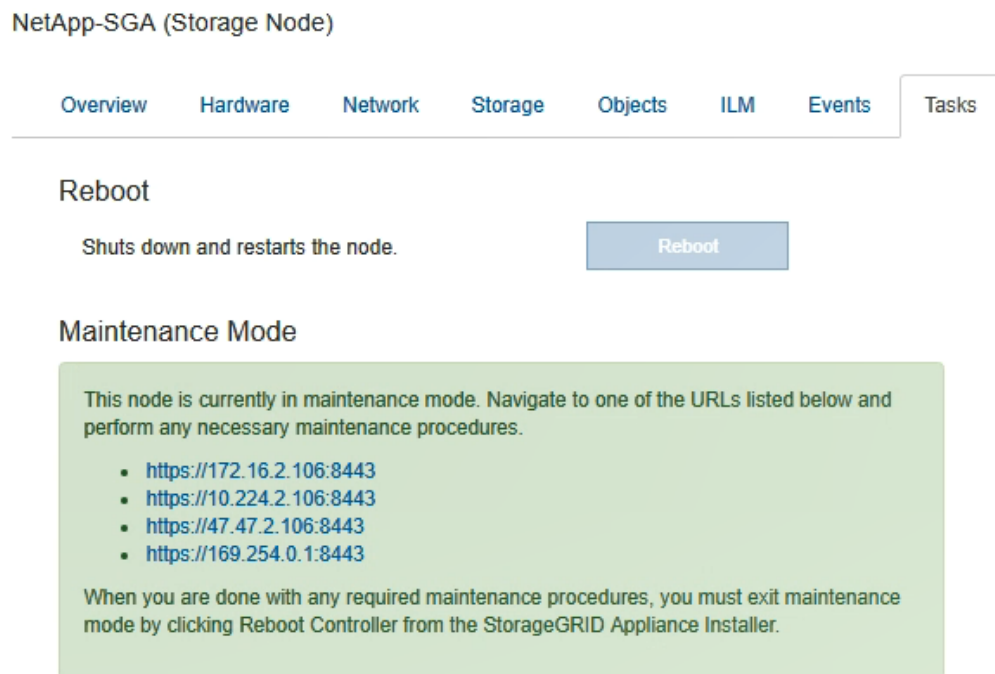 NetApp-SGA (Storage Node)
Overview Hardware Network Storage Objects ILM Events Tasks
Reboot
Shuts down and restarts the node. Reboot
Maintenance Mode
This node is currently in maintenance mode. Navigate to one of the URLs listed below and
perform any necessary maintenance procedures.
• https://172.16.2.106:8443
• https://10.224.2.106:8443
• https://47.47.2.106:8443
• https://169.254.0.1:8443
When you are done with any required maintenance procedures, you must exit maintenance
mode by clicking Reboot Controller from the StorageGRID Appliance Installer.